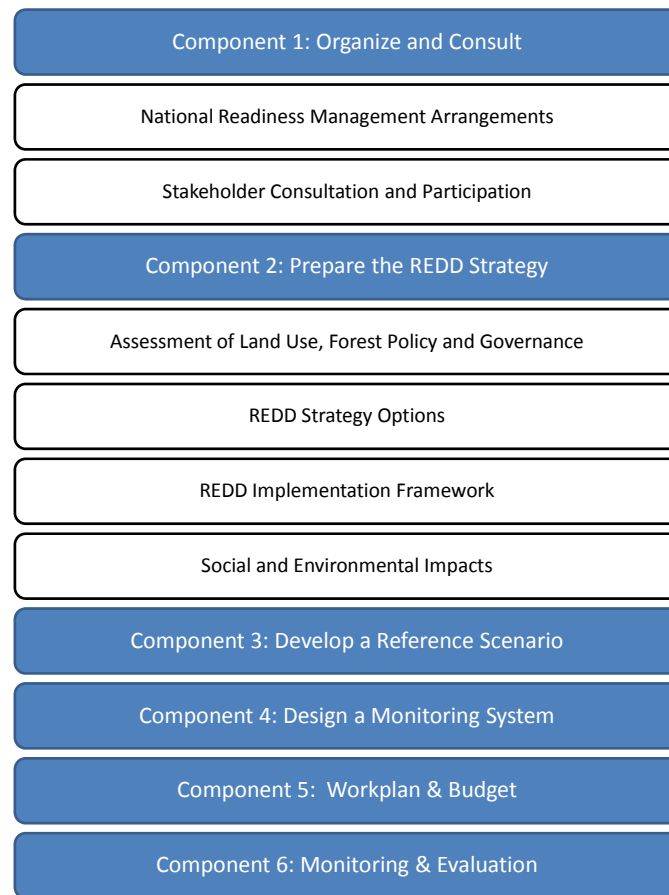 Component 1: Organize and Consult
National Readiness Management Arrangements
Stakeholder Consultation and Participation
Component 2: Prepare the REDD Strategy
Assessment of Land Use, Forest Policy and Governance
REDD Strategy Options
REDD Implementation Framework
Social and Environmental Impacts
Component 3: Develop a Reference Scenario
Component 4: Design a Monitoring System
Component 5:  Workplan & Budget
Component 6: Monitoring & Evaluation